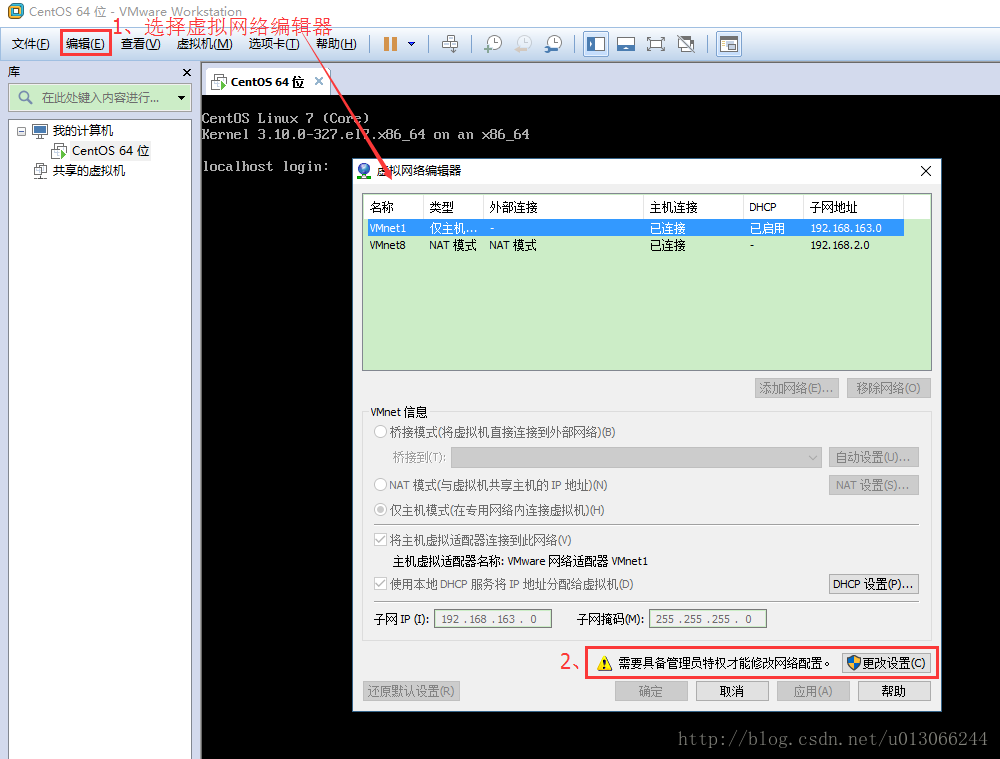 CentOS 64 位 - VMware Workstation
1、选择虚拟网络编辑器
文件(F) 编辑(E) 查看(V) 虚拟机(M) 选项卡(T) 帮助(H)
库
在此处键入内容进行...
我的计算机
CentOS 64 位
共享的虚拟机
CentOS 64 位
CentOS Linux 7 (Core)
Kernel 3.10.0-327.el7.x86_64 on an x86_64
localhost login:
虚拟网络编辑器
名称 类型 外部连接 主机连接 DHCP 子网地址
VMnet1 仅主机... - 已连接 已启用 192.168.163.0
VMnet8 NAT 模式 NAT 模式 已连接 - 192.168.2.0
添加网络(E)... 移除网络(O)
VMnet 信息
桥接模式(将虚拟机直接连接到外部网络)(B)
桥接到(T): 自动设置(U)...
NAT 模式(与虚拟机共享主机的 IP 地址)(N) NAT 设置(S)...
仅主机模式(在专用网络内连接虚拟机)(H)
将主机虚拟适配器连接到此网络(V)
主机虚拟适配器名称: VMware 网络适配器 VMnet1
使用本地 DHCP 服务将 IP 地址分配给虚拟机(D) DHCP 设置(P)...
子网 IP (I): 192 .168 .163 . 0 子网掩码(M): 255 .255 .255 . 0
2、 需要具备管理员特权才能修改网络配置。 更改设置(C)
还原默认设置(R) 确定 取消 应用(A) 帮助
http://blog.csdn.net/u013066244